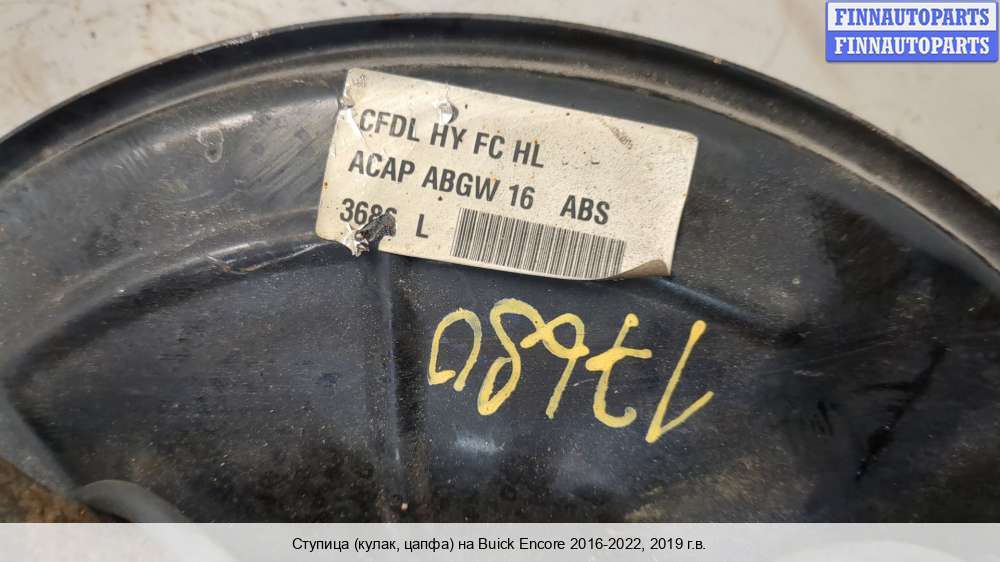 FINNAUTOPARTS
FINNAUTOPARTS
CFDL HY FC HL
ACAP ABGW 16 ABS
3686 L
Ступица (кулак, цапфа) на Buick Encore 2016-2022, 2019 г.в.